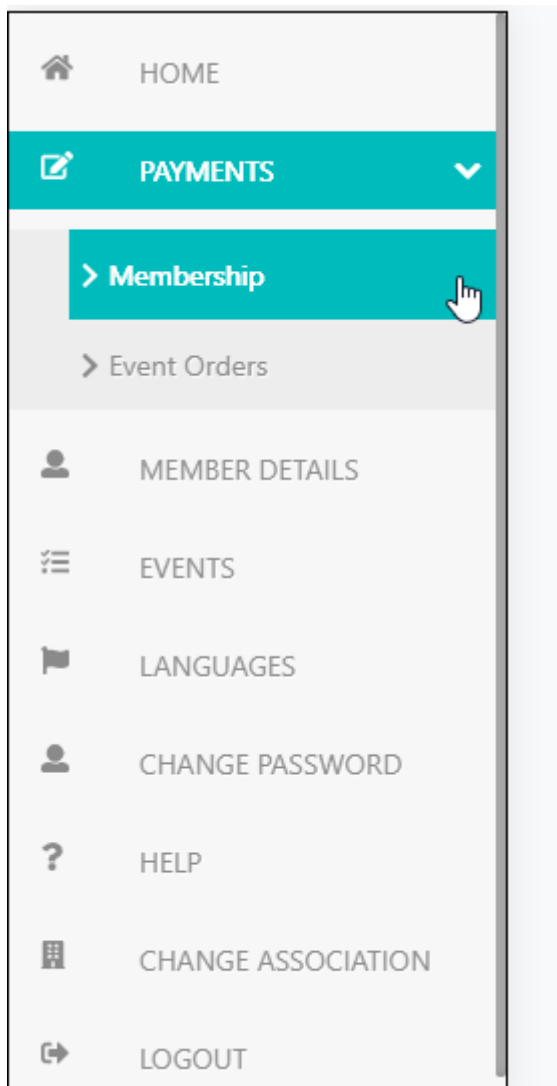 HOME
PAYMENTS
Membership
Event Orders
MEMBER DETAILS
EVENTS
LANGUAGES
CHANGE PASSWORD
HELP
CHANGE ASSOCIATION
LOGOUT